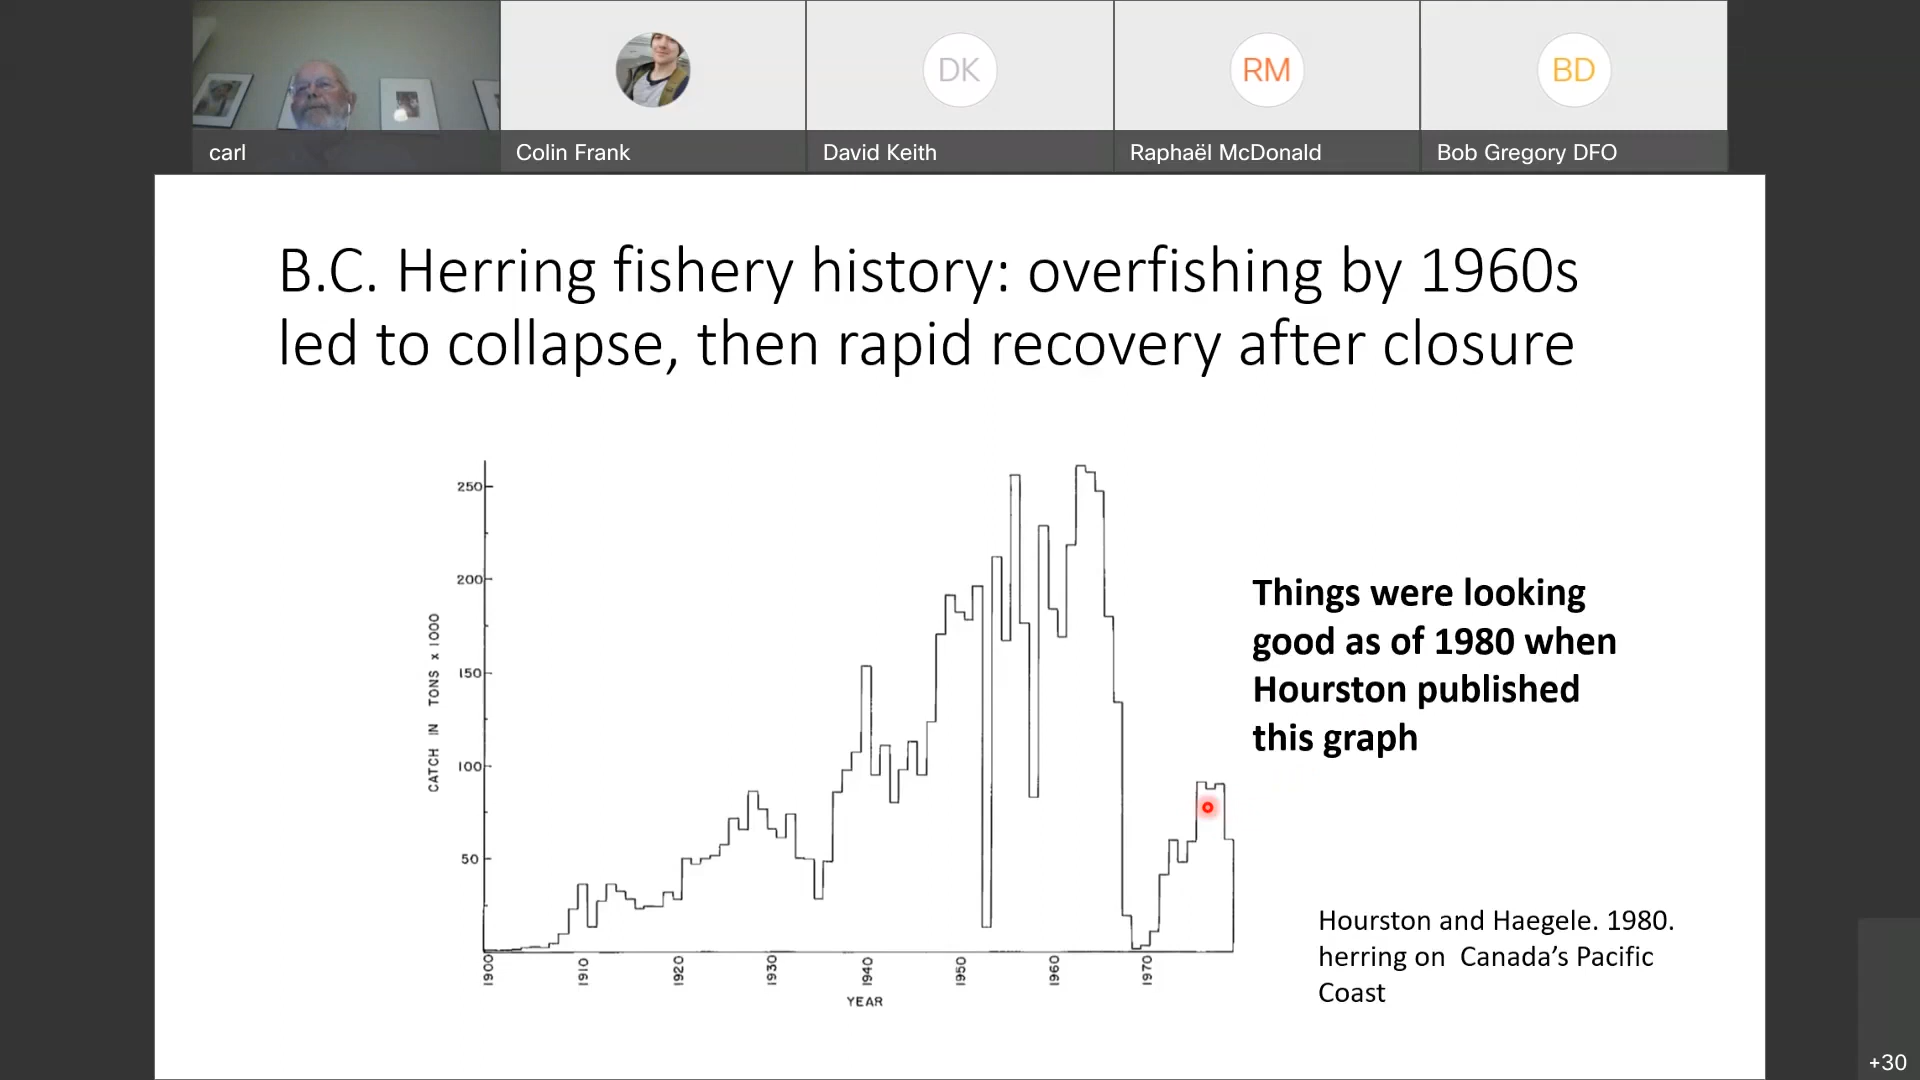 DK
RM
BD
carl
Colin Frank
David Keith
Raphaël McDonald
Bob Gregory DFO
B.C. Herring fishery history: overfishing by 1960s
led to collapse, then rapid recovery after closure
250
200
150
100
50
CATCH IN TONS x 1000
1900
1910
1920
1930
1940
1950
1960
1970
YEAR
Things were looking
good as of 1980 when
Hourston published
this graph
Hourston and Haegele. 1980.
herring on Canada’s Pacific
Coast
+30